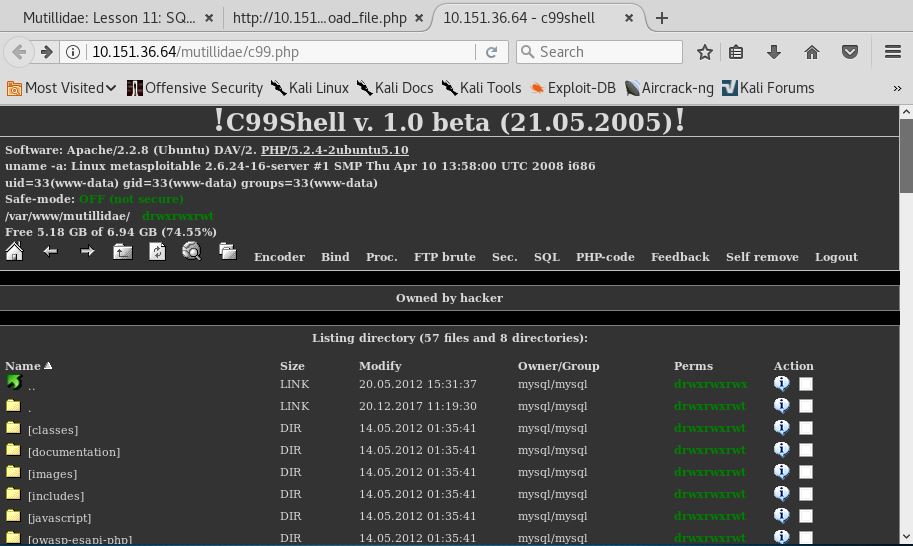 Mutillidae: Lesson 11: SQ... ×
http://10.151...oad_file.php ×
10.151.36.64 - c99shell ×
10.151.36.64/mutillidae/c99.php
Search
Most Visited
Offensive Security
Kali Linux
Kali Docs
Kali Tools
Exploit-DB
Aircrack-ng
Kali Forums
»
!C99Shell v. 1.0 beta (21.05.2005)!
Software: Apache/2.2.8 (Ubuntu) DAV/2. PHP/5.2.4-2ubuntu5.10
uname -a: Linux metasploitable 2.6.24-16-server #1 SMP Thu Apr 10 13:58:00 UTC 2008 i686
uid=33(www-data) gid=33(www-data) groups=33(www-data)
Safe-mode: OFF (not secure)
/var/www/mutillidae/ drwxrwxrwt
Free 5.18 GB of 6.94 GB (74.55%)
Encoder Bind Proc. FTP brute Sec. SQL PHP-code Feedback Self remove Logout
Owned by hacker
Listing directory (57 files and 8 directories):
Name Size Modify Owner/Group Perms Action
.. LINK 20.05.2012 15:31:37 mysql/mysql drwxrwxrwx
. LINK 20.12.2017 11:19:30 mysql/mysql drwxrwxrwt
[classes] DIR 14.05.2012 01:35:41 mysql/mysql drwxrwxrwt
[documentation] DIR 14.05.2012 01:35:41 mysql/mysql drwxrwxrwt
[images] DIR 14.05.2012 01:35:41 mysql/mysql drwxrwxrwt
[includes] DIR 14.05.2012 01:35:41 mysql/mysql drwxrwxrwt
[javascript] DIR 14.05.2012 01:35:41 mysql/mysql drwxrwxrwt
[owasp-esapi-php] DIR 14.05.2012 01:35:41 mysql/mysql drwxrwxrwt